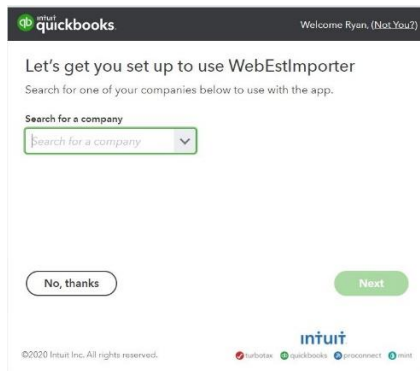 intuit
quickbooks.
Welcome Ryan, (Not You?)
Let's get you set up to use WebEstImporter
Search for one of your companies below to use with the app.
Search for a company
Search for a company
No, thanks
Next
intuit
©2020 Intuit Inc. All rights reserved.
turbotax quickbooks proconnect mint